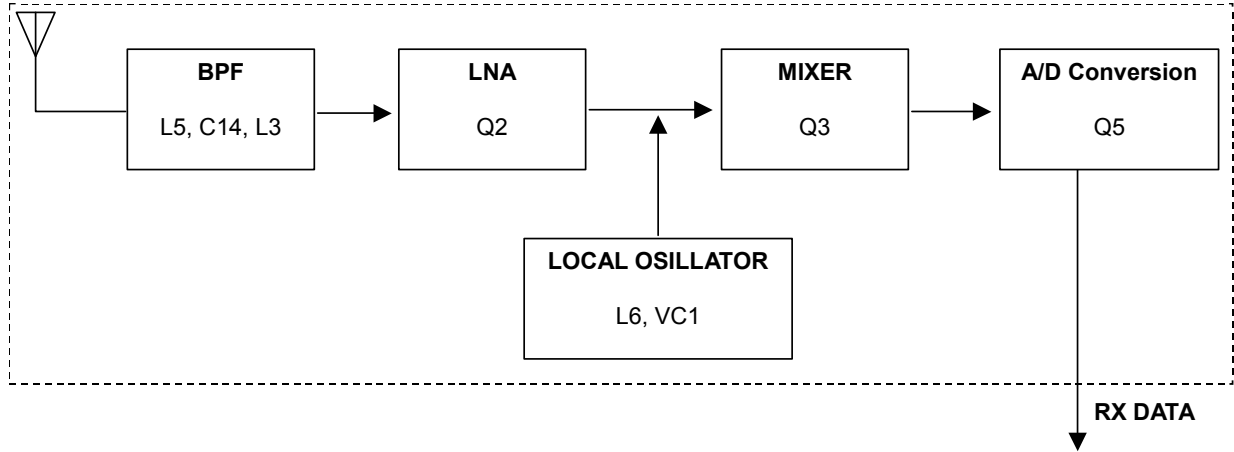 BPF
L5, C14, L3
LNA
Q2
MIXER
Q3
A/D Conversion
Q5
LOCAL OSILLATOR
L6, VC1
RX DATA